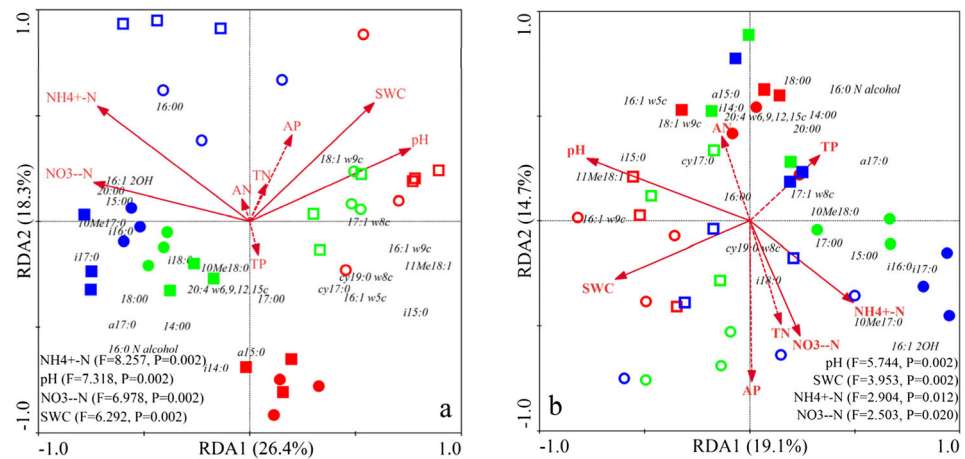 1.0
NH4+-N
16:00
SWC
AP
pH
18:1 w9c
TN
AN
NO3--N
16:1 2OH
20:00
15:00
10Me17:0
i16:0
17:1 w8c
TP
16:1 w9c
11Me18:1
i17:0
i18:0
10Me18:0
cy19:0 w8c
cy17:0
16:1 w5c
20:4 w6,9,12,15c
17:00
18:00
i15:0
a17:0
14:00
16:0 N alcohol
a15:0
i14:0
NH4+-N (F=8.257, P=0.002)
pH (F=7.318, P=0.002)
NO3--N (F=6.978, P=0.002)
SWC (F=6.292, P=0.002)
a
RDA2 (18.3%)
-1.0
-1.0
RDA1 (26.4%)
1.0
1.0
18:00
16:0 N alcohol
a15:0
16:1 w5c
i14:0
20:4 w6,9,12,15c
14:00
18:1 w9c
20:00
AN
TP
pH
i15:0
cy17:0
a17:0
11Me18:1
16:00
17:1 w8c
16:1 w9c
10Me18:0
cy19:0 w8c
17:00
15:00
i16:0
i17:0
i18:0
SWC
NH4+-N
10Me17:0
TN
NO3--N
16:1 2OH
AP
pH (F=5.744, P=0.002)
SWC (F=3.953, P=0.002)
NH4+-N (F=2.904, P=0.012)
NO3--N (F=2.503, P=0.020)
b
RDA2 (14.7%)
-1.0
-1.0
RDA1 (19.1%)
1.0